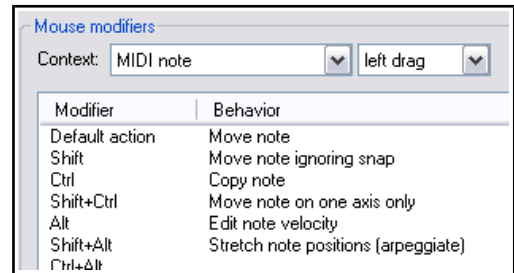 Mouse modifiers
Context: MIDI note left drag
Modifier Behavior
Default action Move note
Shift Move note ignoring snap
Ctrl Copy note
Shift+Ctrl Move note on one axis only
Alt Edit note velocity
Shift+Alt Stretch note positions (arpeggiate)
Ctrl+Alt